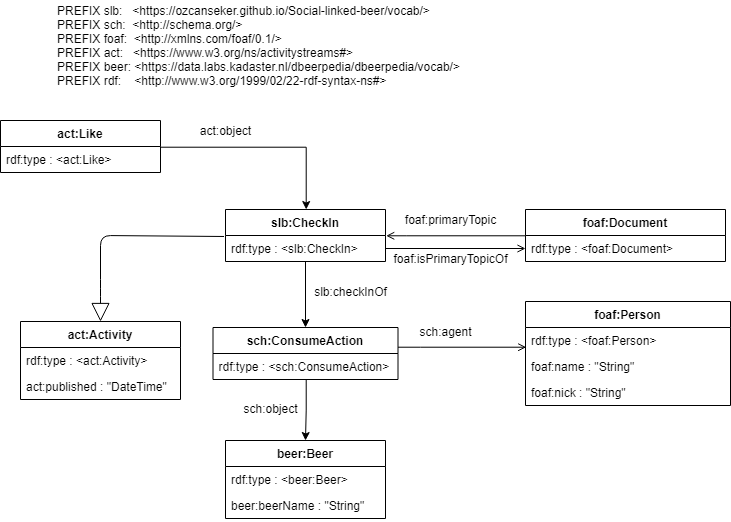 PREFIX slb: <https://ozcanseker.github.io/Social-linked-beer/vocab/>
PREFIX sch: <http://schema.org/>
PREFIX foaf: <http://xmlns.com/foaf/0.1/>
PREFIX act: <https://www.w3.org/ns/activitystreams#>
PREFIX beer: <https://data.labs.kadaster.nl/dbeerpedia/dbeerpedia/vocab/>
PREFIX rdf: <http://www.w3.org/1999/02/22-rdf-syntax-ns#>
act:Like
rdf:type : <act:Like>
act:object
slb:CheckIn
rdf:type : <slb:CheckIn>
foaf:primaryTopic
foaf:isPrimaryTopicOf
foaf:Document
rdf:type : <foaf:Document>
slb:checkInOf
act:Activity
rdf:type : <act:Activity>
act:published : "DateTime"
sch:ConsumeAction
rdf:type : <sch:ConsumeAction>
sch:agent
foaf:Person
rdf:type : <foaf:Person>
foaf:name : "String"
foaf:nick : "String"
sch:object
beer:Beer
rdf:type : <beer:Beer>
beer:beerName : "String"